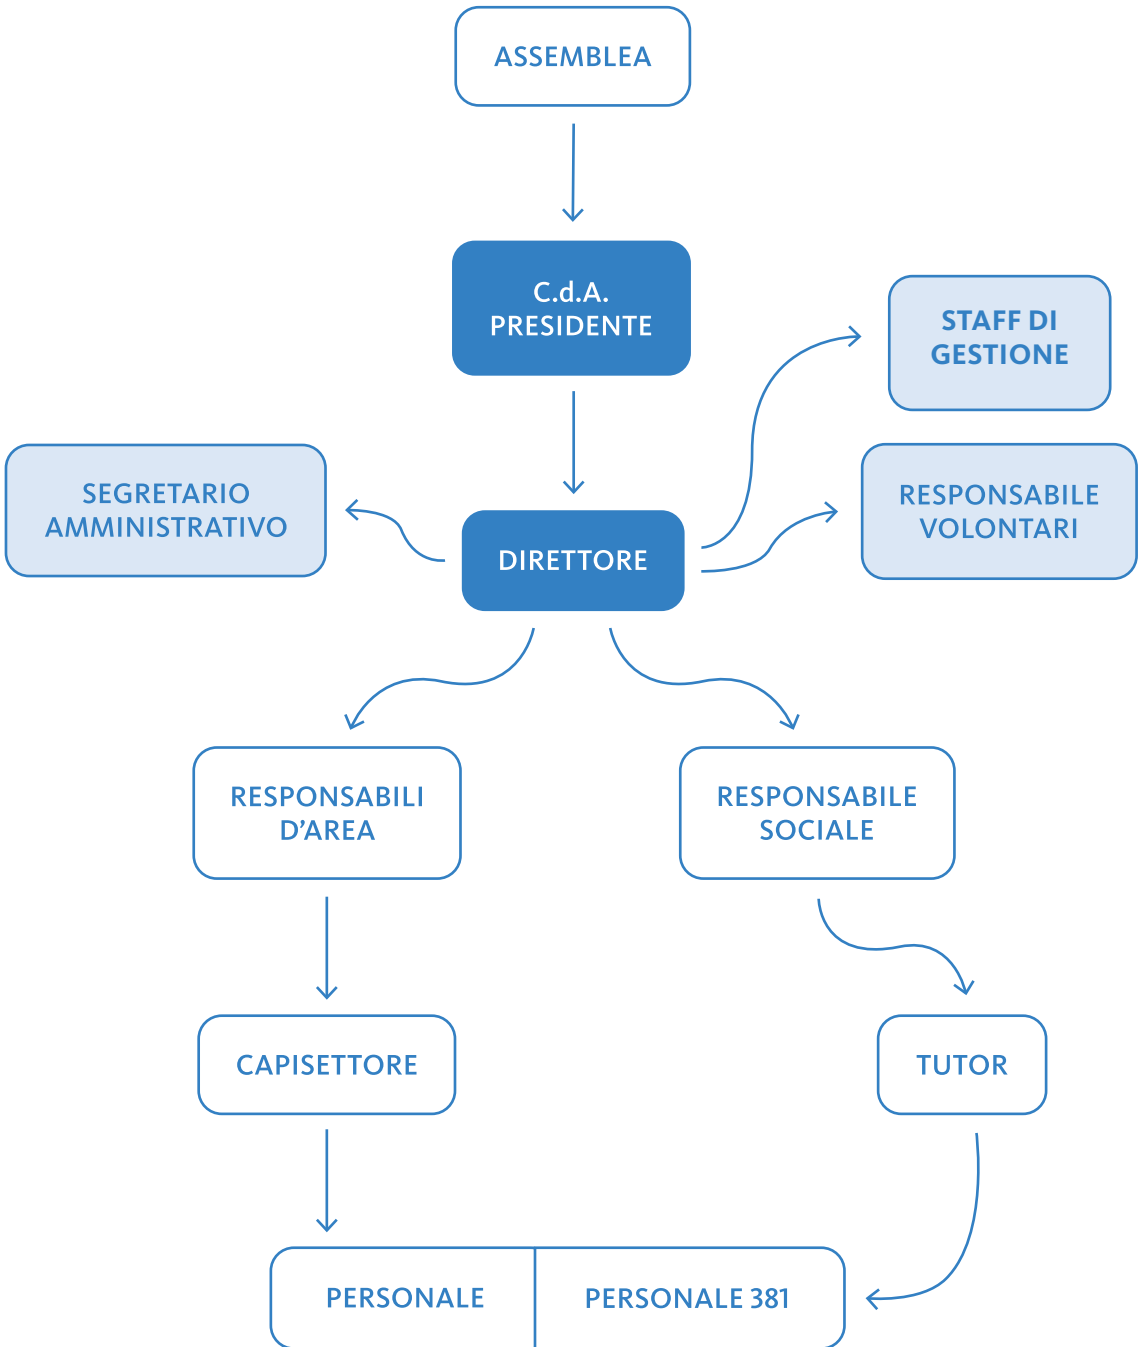 ASSEMBLEA
C.d.A.
PRESIDENTE
STAFF DI
GESTIONE
SEGRETARIO
AMMINISTRATIVO
RESPONSABILE
VOLONTARI
DIRETTORE
RESPONSABILI
D’AREA
RESPONSABILE
SOCIALE
CAPISETTORE
TUTOR
PERSONALE
PERSONALE 381